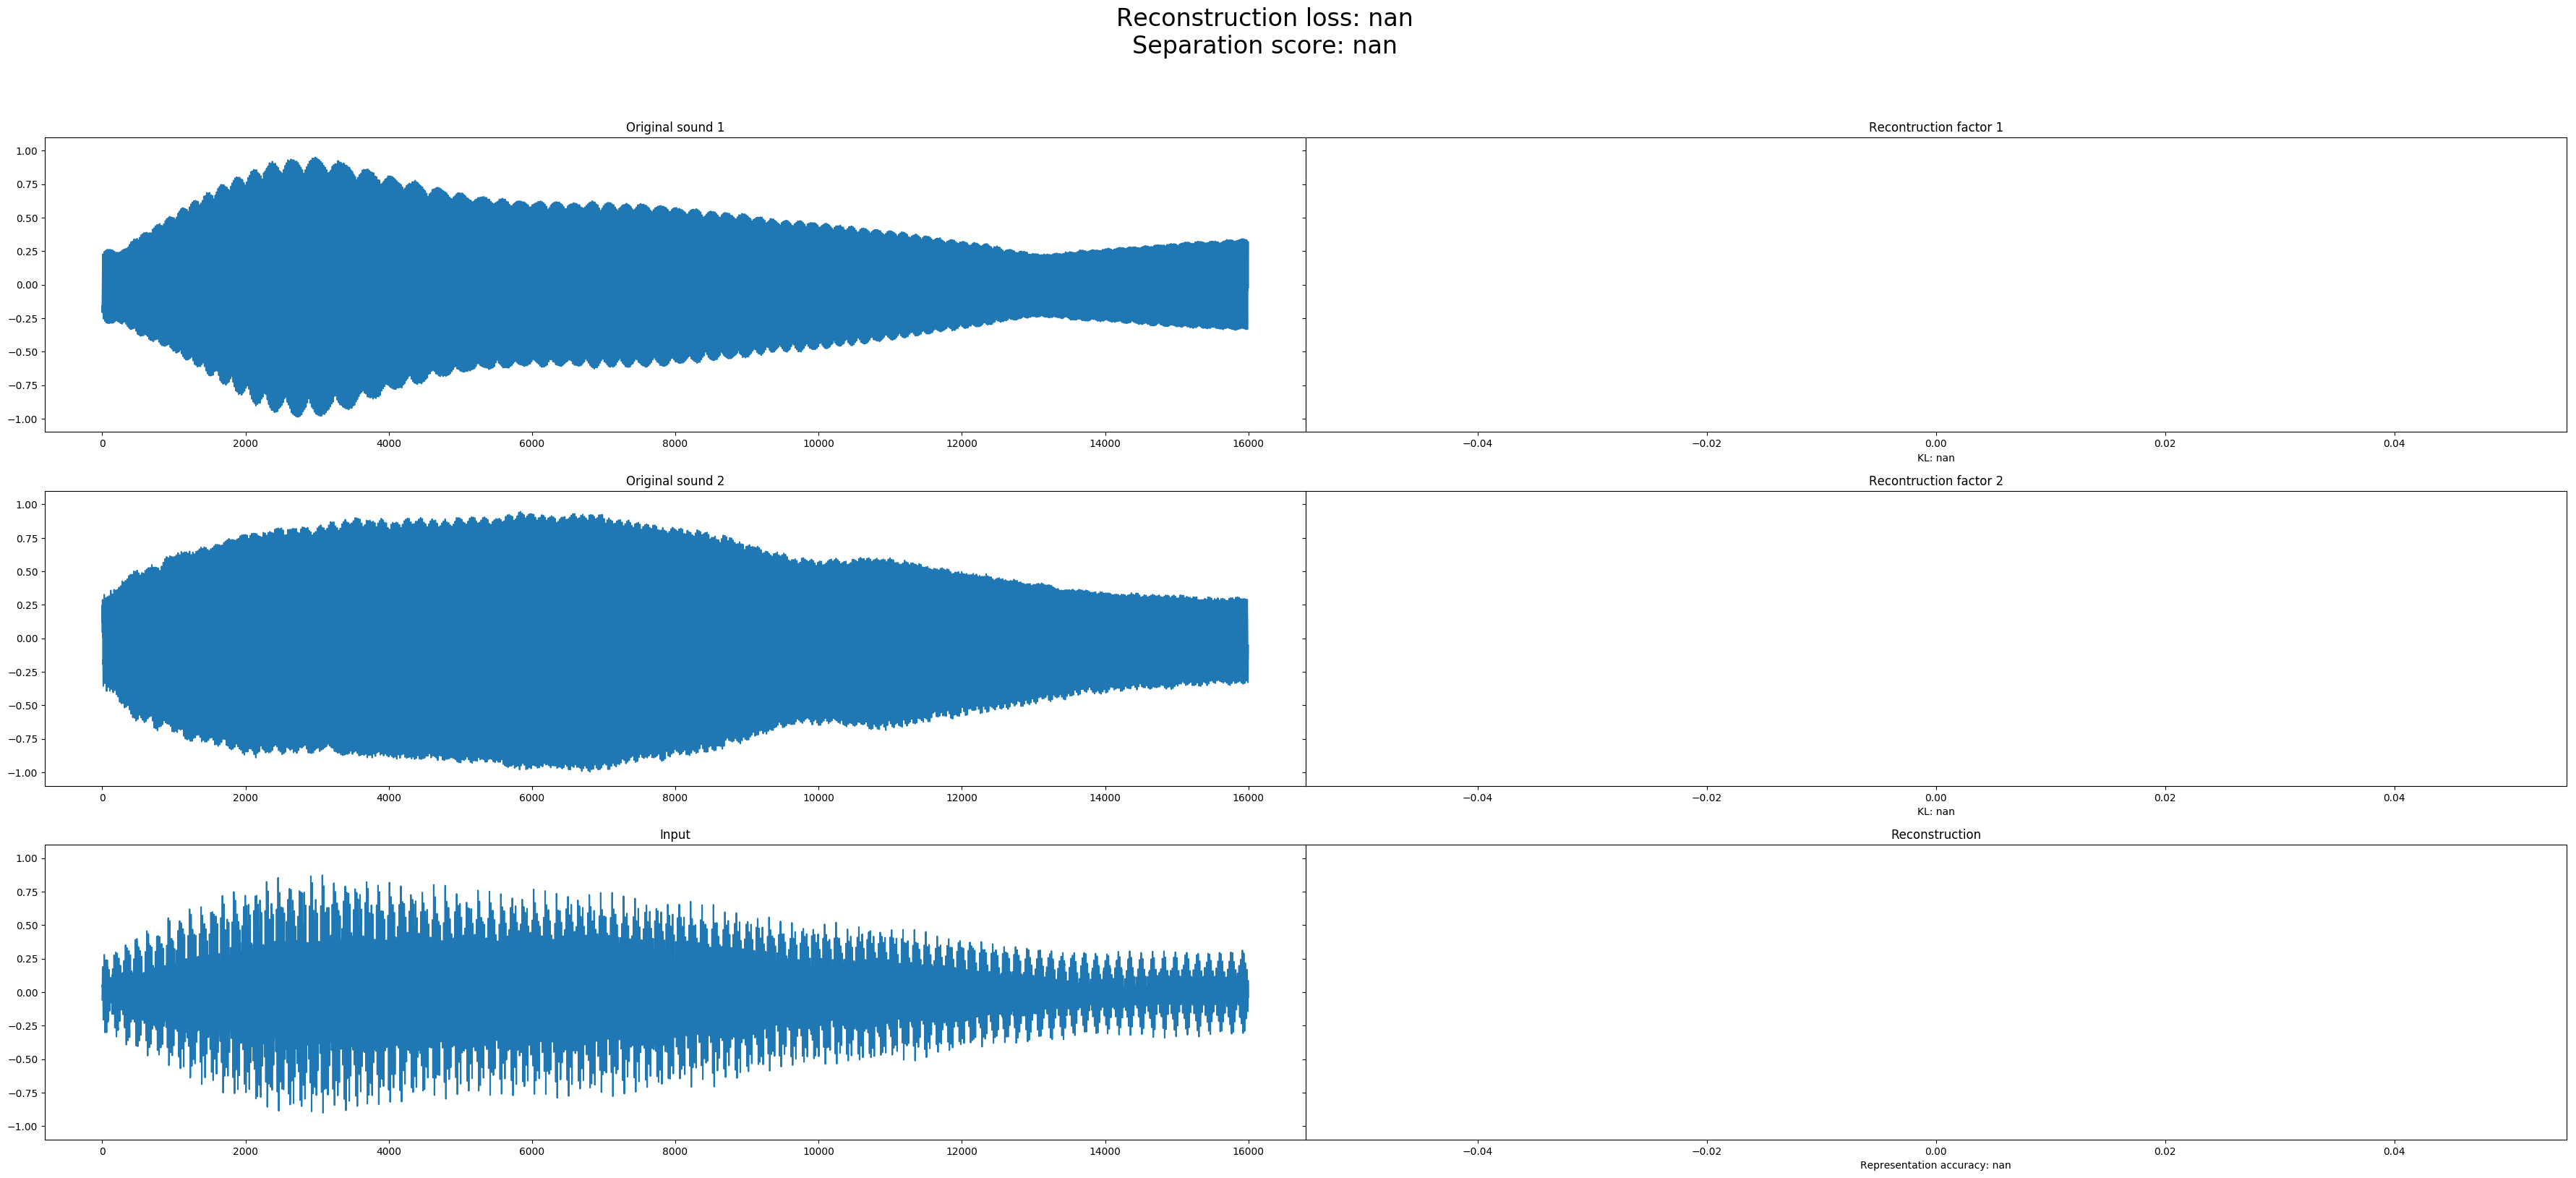 Reconstruction loss: nan
Separation score: nan
Original sound 1
Recontruction factor 1
1.00
0.75
0.50
0.25
0.00
−0.25
−0.50
−0.75
−1.00
0 2000 4000 6000 8000 10000 12000 14000 16000
−0.04 −0.02 0.00 0.02 0.04
KL: nan
Original sound 2
Recontruction factor 2
1.00
0.75
0.50
0.25
0.00
−0.25
−0.50
−0.75
−1.00
0 2000 4000 6000 8000 10000 12000 14000 16000
−0.04 −0.02 0.00 0.02 0.04
KL: nan
Input
Reconstruction
1.00
0.75
0.50
0.25
0.00
−0.25
−0.50
−0.75
−1.00
0 2000 4000 6000 8000 10000 12000 14000 16000
−0.04 −0.02 0.00 0.02 0.04
Representation accuracy: nan